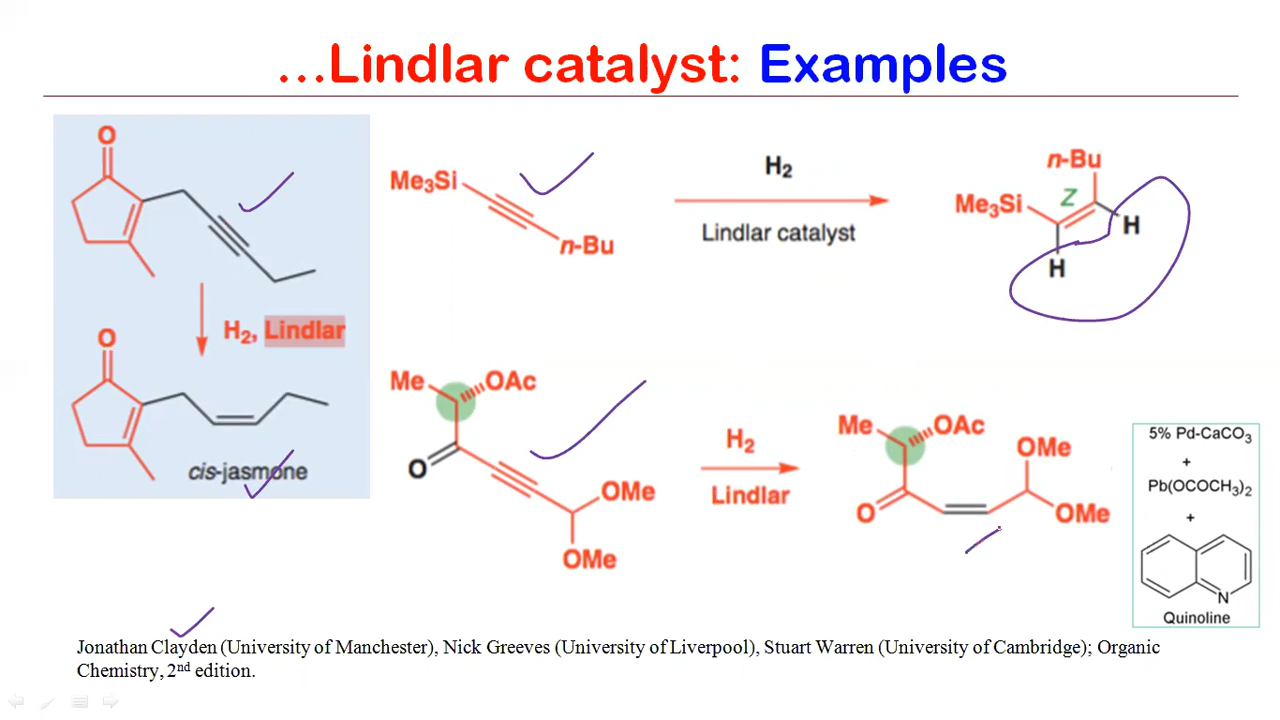 ...Lindlar catalyst: Examples
O
H₂, Lindlar
O
cis-jasmone
Me₃Si
n-Bu
H₂
Lindlar catalyst
n-Bu
Me₃Si
Z
H
H
Me
OAc
O
OMe
OMe
H₂
Lindlar
Me
OAc
O
OMe
OMe
5% Pd-CaCO₃
+
Pb(OCOCH₃)₂
+
N
Quinoline
Jonathan Clayden (University of Manchester), Nick Greeves (University of Liverpool), Stuart Warren (University of Cambridge); Organic
Chemistry, 2nd edition.